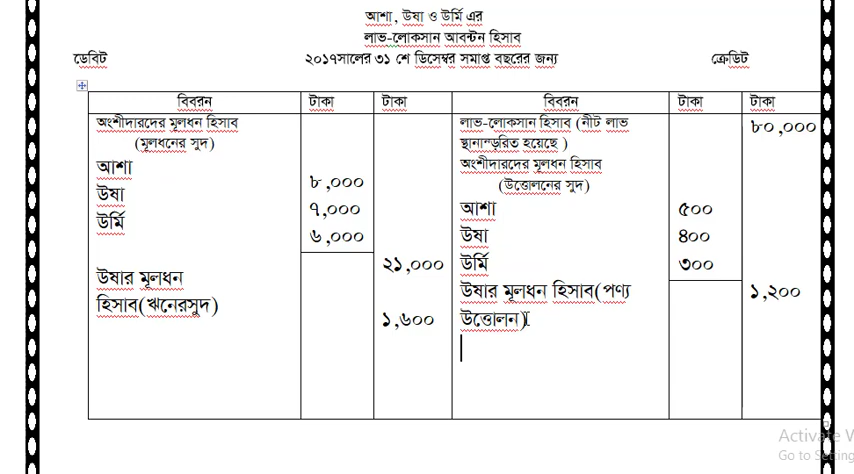 আশা, উষা ও উর্মি এর
লাভ-লোকসান আবন্টন হিসাব
ডেবিট ২০১৭সালের ৩১ শে ডিসেম্বর সমাপ্ত বছরের জন্য ক্রেডিট
বিবরন টাকা টাকা বিবরন টাকা টাকা
অংশীদারদের মূলধন হিসাব
(মূলধনের সুদ)
আশা
৮,০০০
উষা
৭,০০০
উর্মি
৬,০০০
২১,০০০
উষার মূলধন
হিসাব(ঋনেরসুদ)
১,৬০০
লাভ-লোকসান হিসাব (নীট লাভ
৮০,০০০
স্থানান্ডরিত হয়েছে )
অংশীদারদের মূলধন হিসাব
(উত্তোলনের সুদ)
আশা ৫০০
উষা ৪০০
উর্মি ৩০০
১,২০০
উষার মূলধন হিসাব(পণ্য
উত্তোলন)
Activate W
Go to Setting